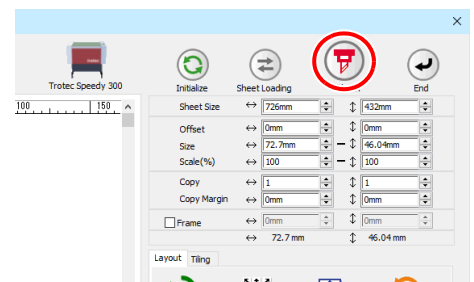 Trotec Speedy 300
Initialize Sheet Loading End
100 150
Sheet Size 726mm 432mm
Offset 0mm 0mm
Size 72.7mm 46.04mm
Scale(%) 100 100
Copy 1 1
Copy Margin 0mm 0mm
Frame 0mm 0mm
72.7 mm 46.04 mm
Layout Tiling